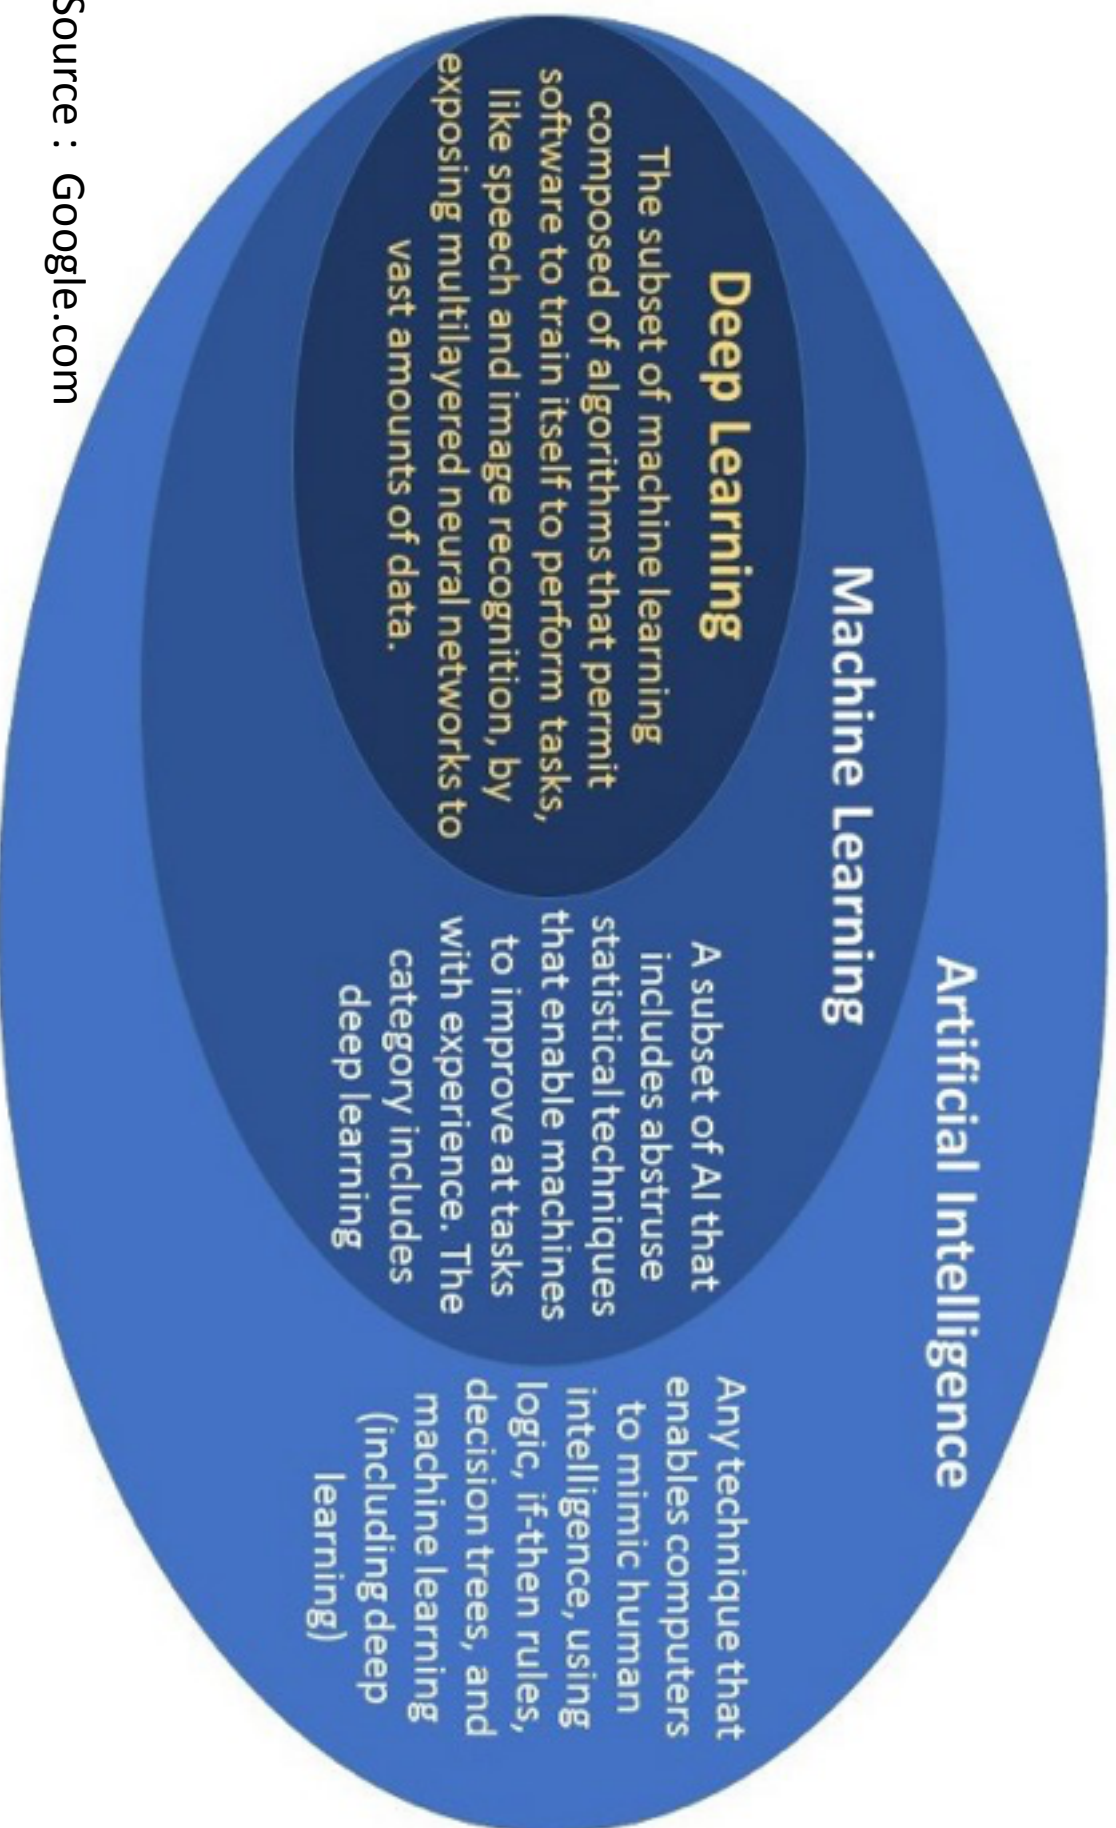 Artificial Intelligence
Machine Learning
Deep Learning
The subset of machine learning
composed of algorithms that permit
software to train itself to perform tasks,
like speech and image recognition, by
exposing multilayered neural networks to
vast amounts of data.
A subset of AI that
includes abstruse
statistical techniques
that enable machines
to improve at tasks
with experience. The
category includes
deep learning
Any technique that
enables computers
to mimic human
intelligence, using
logic, if-then rules,
decision trees, and
machine learning
(including deep
learning)
Source : Google.com